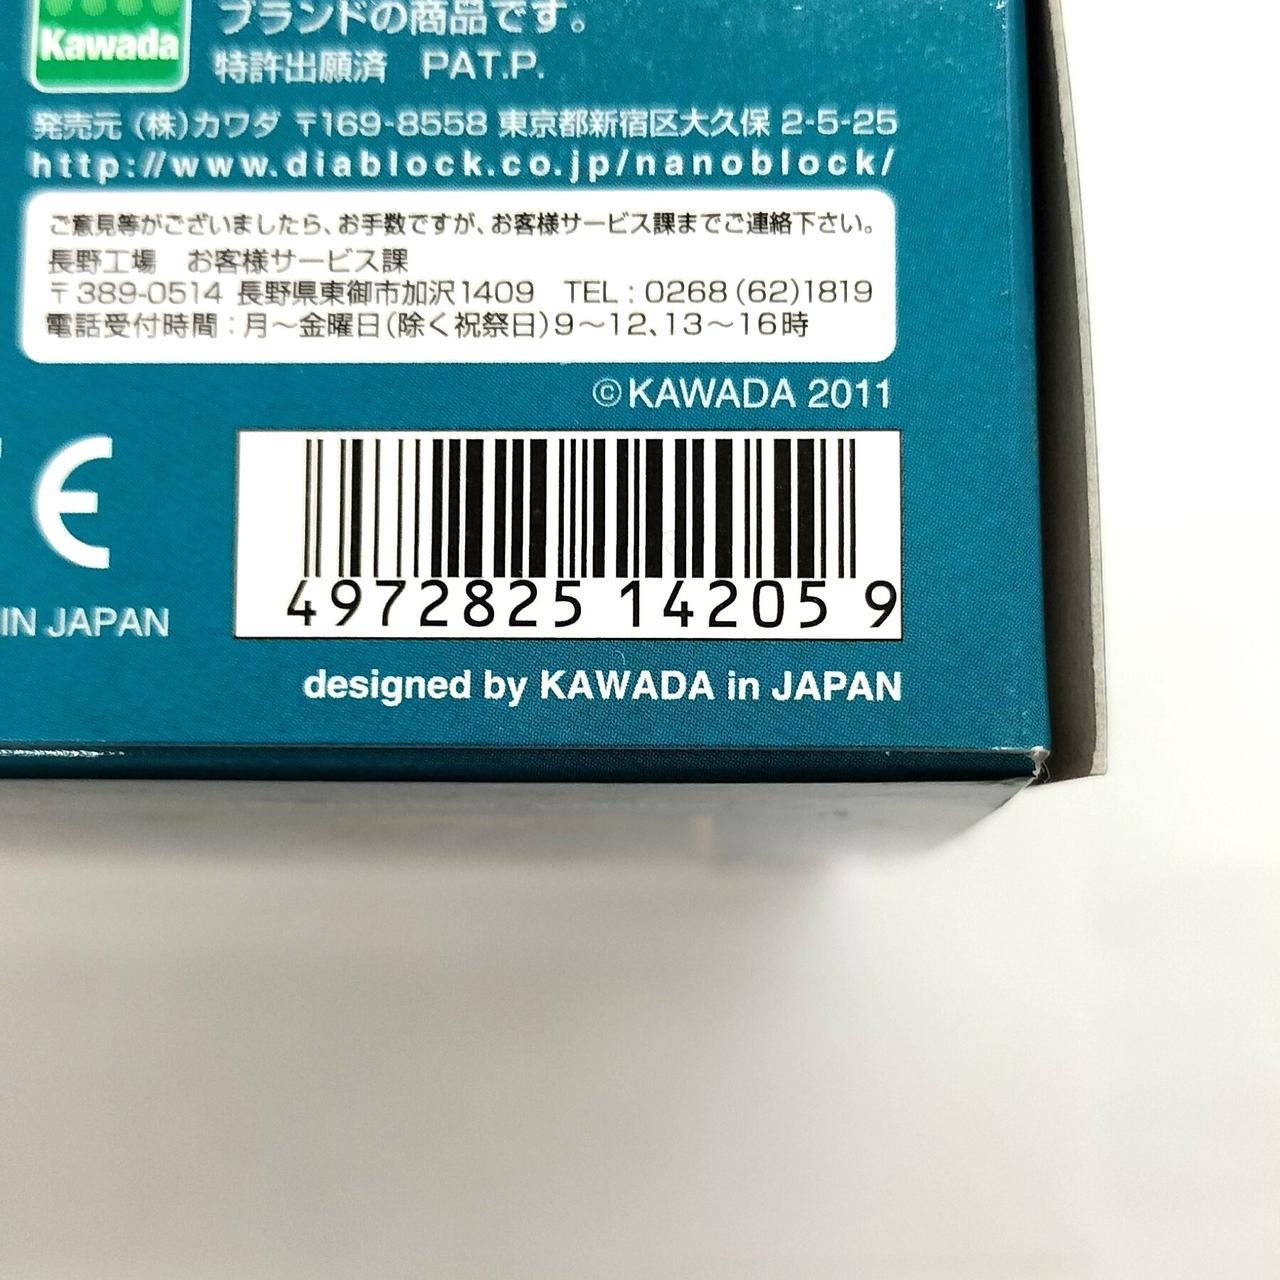 Kawada
ブランドの商品です。
特許出願済 PAT.P.
発売元 (株)カワダ 〒169-8558 東京都新宿区大久保 2-5-25
http://www.diablock.co.jp/nanoblock/
ご意見等がございましたら、お手数ですが、お客様サービス課までご連絡下さい。
長野工場 お客様サービス課
〒389-0514 長野県東御市加沢1409 TEL : 0268 (62)1819
電話受付時間 : 月～金曜日(除く祝祭日)9～12、13～16時
©KAWADA 2011
CE
4972825 14205 9
IN JAPAN
designed by KAWADA in JAPAN